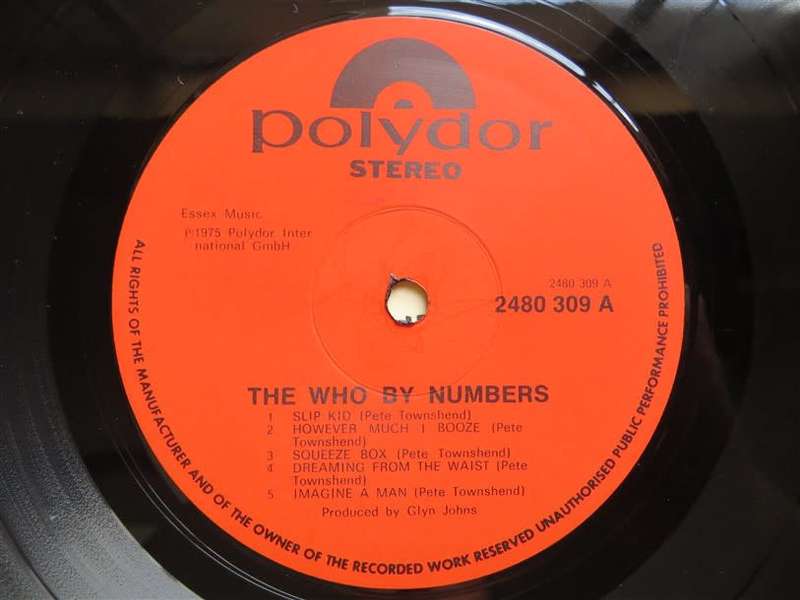 polydor
STEREO
Essex Music
℗1975 Polydor Inter
national GmbH
2480 309 A
2480 309 A
THE WHO BY NUMBERS
1 SLIP KID (Pete Townshend)
2 HOWEVER MUCH I BOOZE (Pete
Townshend)
3 SQUEEZE BOX (Pete Townshend)
4 DREAMING FROM THE WAIST (Pete
Townshend)
5 IMAGINE A MAN (Pete Townshend)
Produced by Glyn Johns
ALL RIGHTS OF THE MANUFACTURER AND OF THE OWNER OF THE RECORDED WORK RESERVED UNAUTHORISED PUBLIC PERFORMANCE PROHIBITED